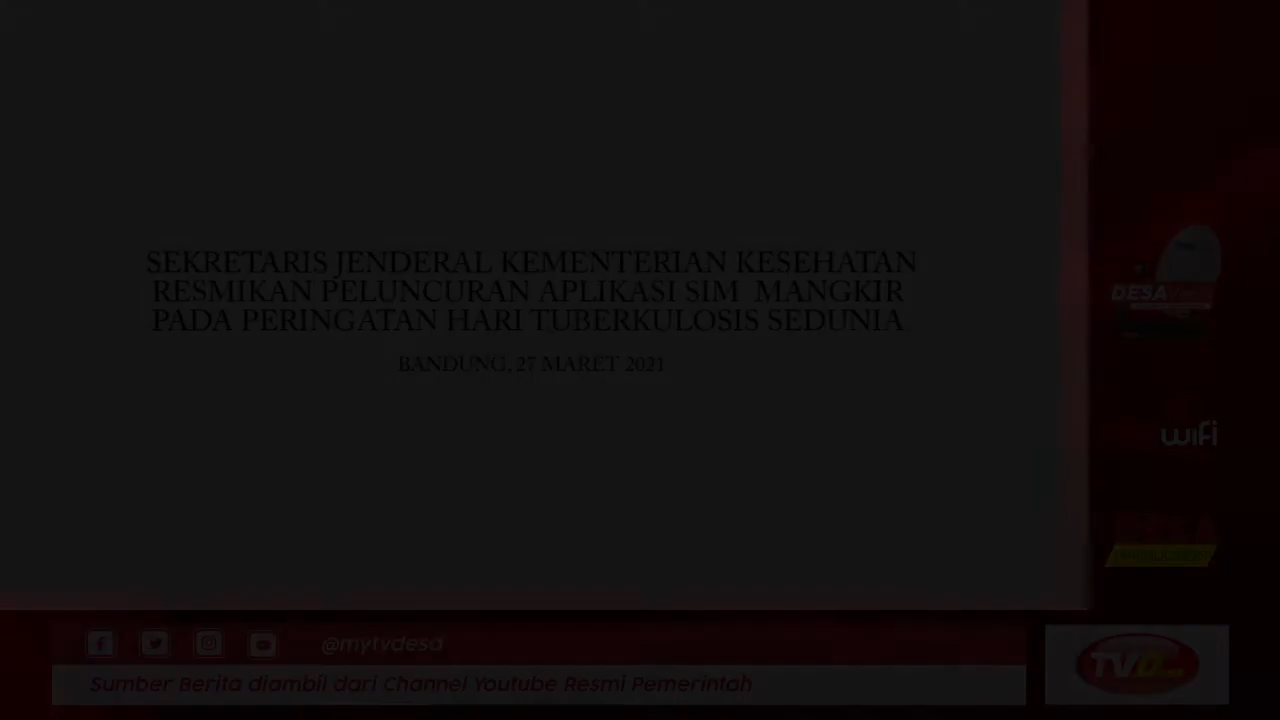 SEKRETARIS JENDERAL KEMENTERIAN KESEHATAN
RESMIKAN PELUNCURAN APLIKASI SIM MANGKIR
PADA PERINGATAN HARI TUBERKULOSIS SEDUNIA
BANDUNG, 27 MARET 2021
DESA
wifi
@mytvdesa
Sumber Berita diambil dari Channel Youtube Resmi Pemerintah
TV